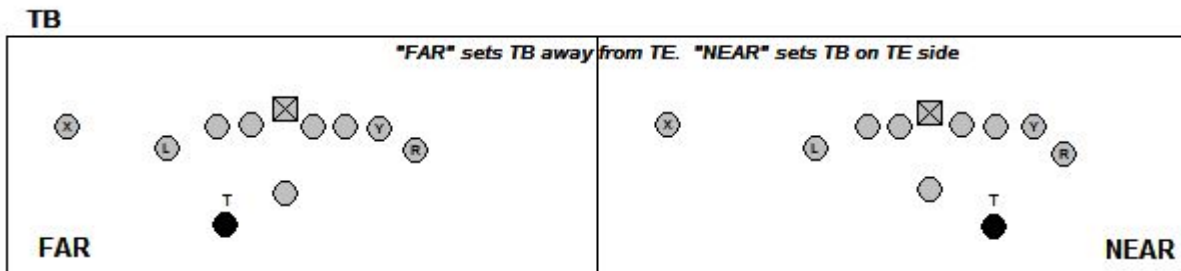 TB
"FAR" sets TB away from TE. "NEAR" sets TB on TE side
X
L
Y
R
T
FAR
X
L
Y
R
T
NEAR